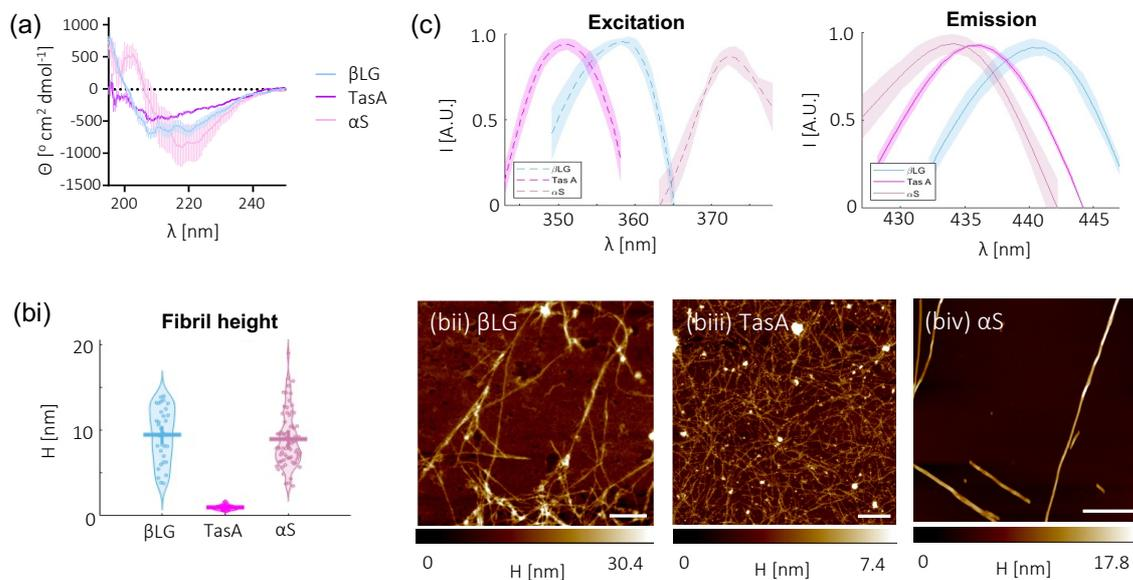 (a)
1000
500
0
-500
-1000
-1500
Θ [º cm² dmol⁻¹]
200 220 240
λ [nm]
βLG
TasA
αS
(c)
Excitation
1.0
0.5
0
I [A.U.]
βLG
Tas A
αS
350 360 370
λ [nm]
Emission
1.0
0.5
0
I [A.U.]
βLG
Tas A
αS
430 435 440 445
λ [nm]
(bi)
Fibril height
20
10
0
H [nm]
βLG TasA αS
(bii) βLG
0 30.4
H [nm]
(biii) TasA
0 7.4
H [nm]
(biv) αS
0 17.8
H [nm]